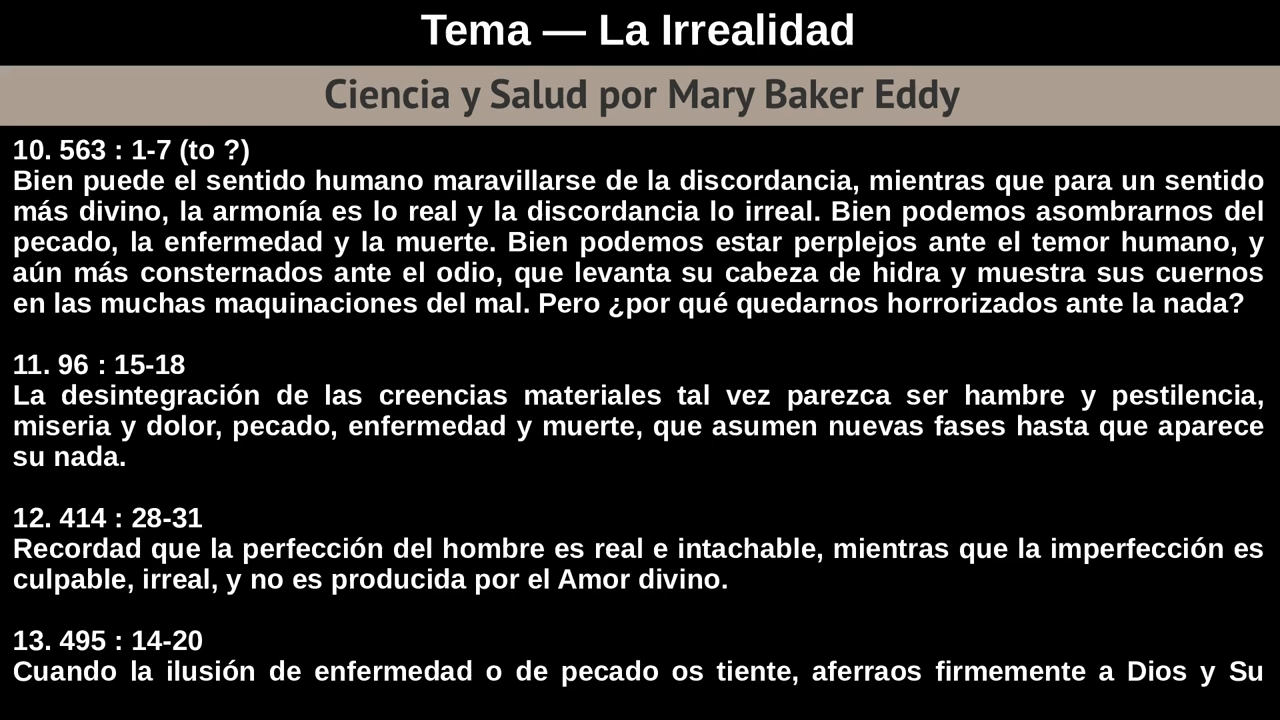 Tema — La Irrealidad
Ciencia y Salud por Mary Baker Eddy
10. 563 : 1-7 (to ?)
Bien puede el sentido humano maravillarse de la discordancia, mientras que para un sentido
más divino, la armonía es lo real y la discordancia lo irreal. Bien podemos asombrarnos del
pecado, la enfermedad y la muerte. Bien podemos estar perplejos ante el temor humano, y
aún más consternados ante el odio, que levanta su cabeza de hidra y muestra sus cuernos
en las muchas maquinaciones del mal. Pero ¿por qué quedarnos horrorizados ante la nada?
11. 96 : 15-18
La desintegración de las creencias materiales tal vez parezca ser hambre y pestilencia,
miseria y dolor, pecado, enfermedad y muerte, que asumen nuevas fases hasta que aparece
su nada.
12. 414 : 28-31
Recordad que la perfección del hombre es real e intachable, mientras que la imperfección es
culpable, irreal, y no es producida por el Amor divino.
13. 495 : 14-20
Cuando la ilusión de enfermedad o de pecado os tiente, aferraos firmemente a Dios y Su